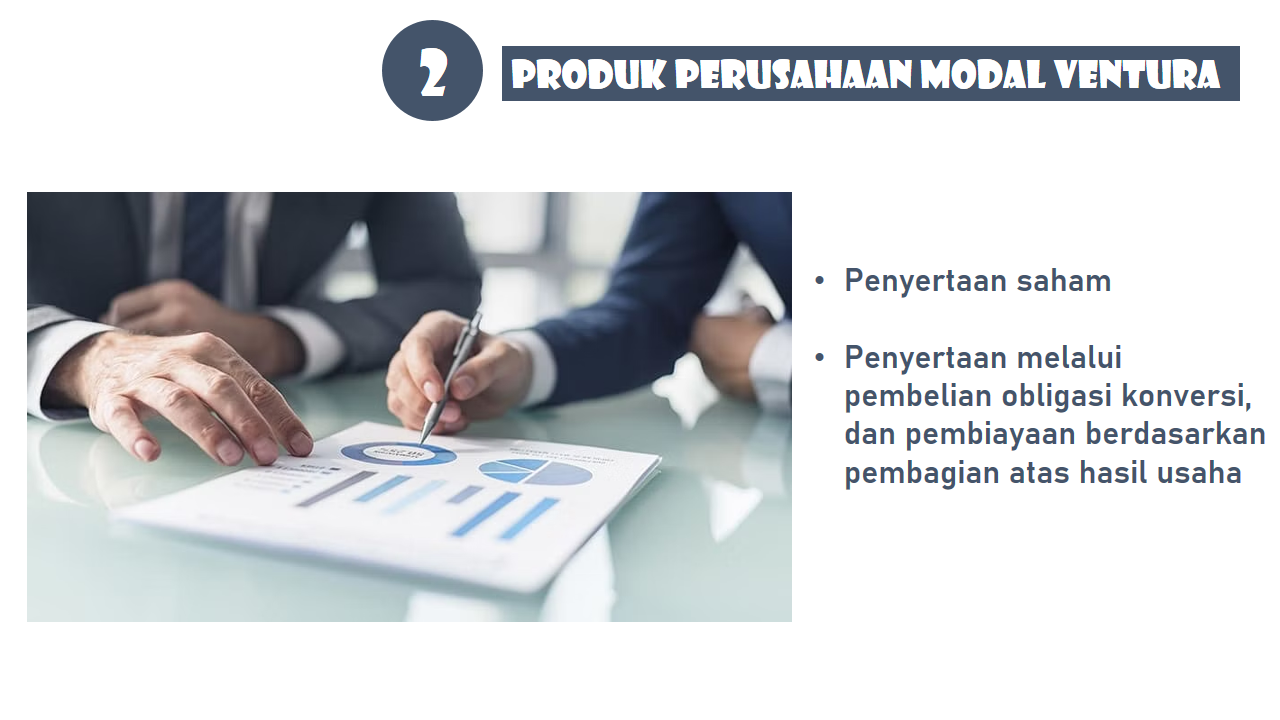 2
PRODUK PERUSAHAAN MODAL VENTURA
• Penyertaan saham
• Penyertaan melalui
pembelian obligasi konversi,
dan pembiayaan berdasarkan
pembagian atas hasil usaha